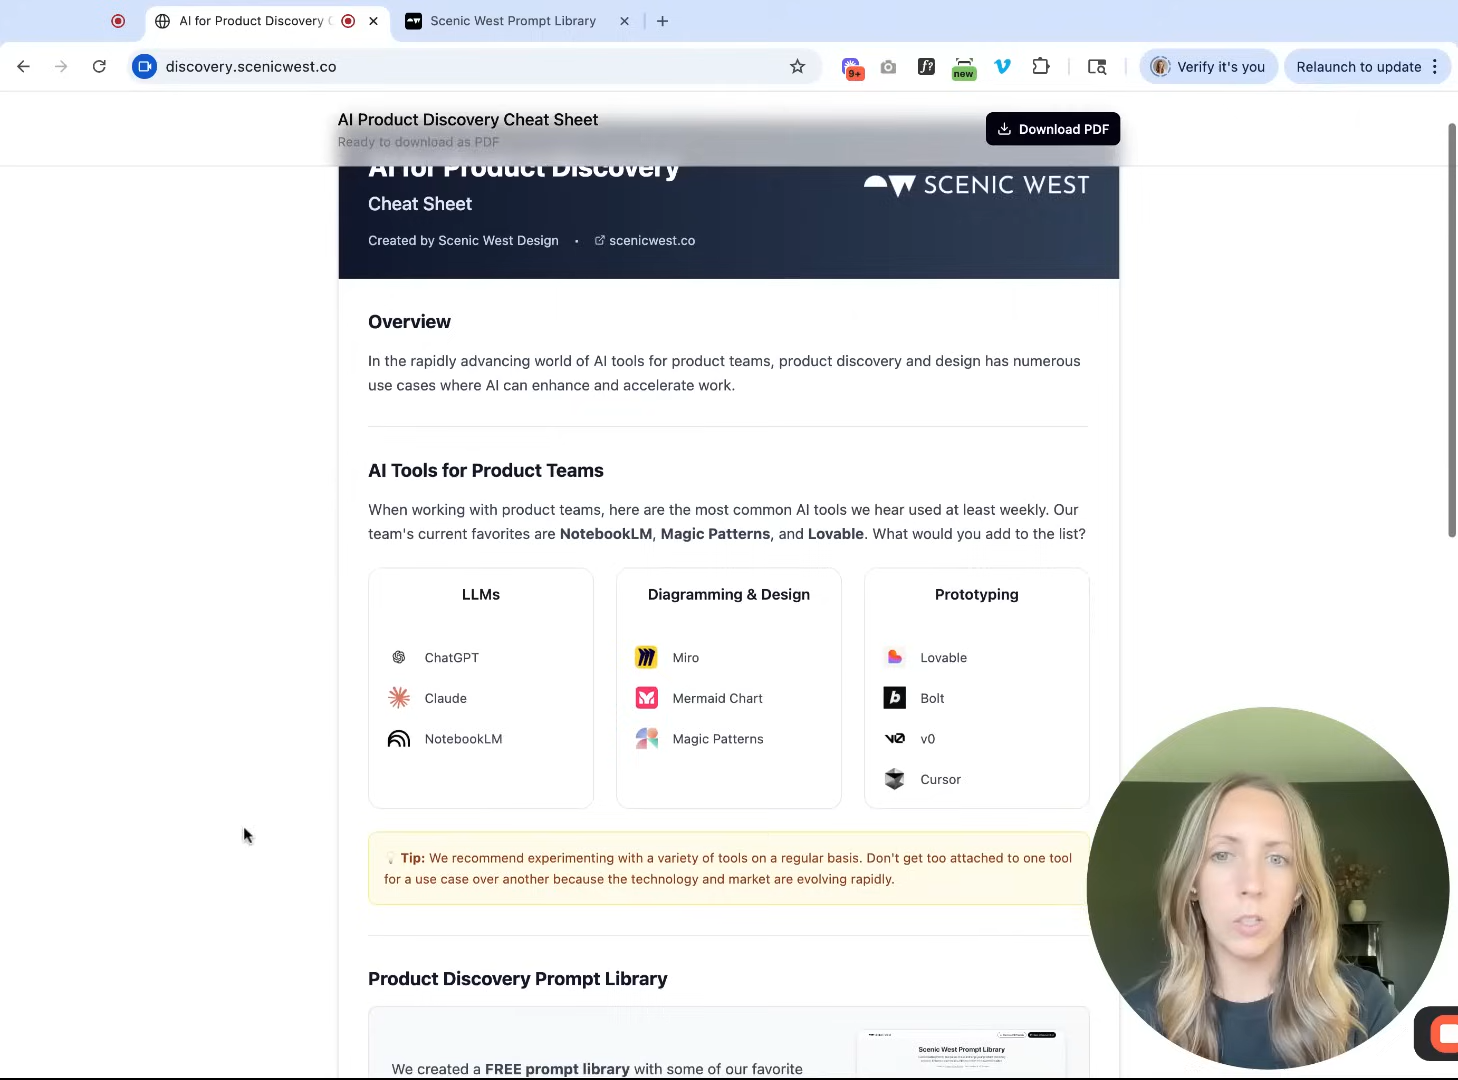 AI for Product Discovery C
Scenic West Prompt Library
discovery.scenicwest.co
9+
f?
new
Verify it's you
Relaunch to update
AI Product Discovery Cheat Sheet
Ready to download as PDF
Download PDF
AI for Product Discovery
Cheat Sheet
SCENIC WEST
Created by Scenic West Design • scenicwest.co
Overview
In the rapidly advancing world of AI tools for product teams, product discovery and design has numerous
use cases where AI can enhance and accelerate work.
AI Tools for Product Teams
When working with product teams, here are the most common AI tools we hear used at least weekly. Our
team's current favorites are NotebookLM, Magic Patterns, and Lovable. What would you add to the list?
LLMs
ChatGPT
Claude
NotebookLM
Diagramming & Design
Miro
Mermaid Chart
Magic Patterns
Prototyping
Lovable
b Bolt
v0 v0
Cursor
Tip: We recommend experimenting with a variety of tools on a regular basis. Don't get too attached to one tool
for a use case over another because the technology and market are evolving rapidly.
Product Discovery Prompt Library
We created a FREE prompt library with some of our favorite
Scenic West Prompt Library